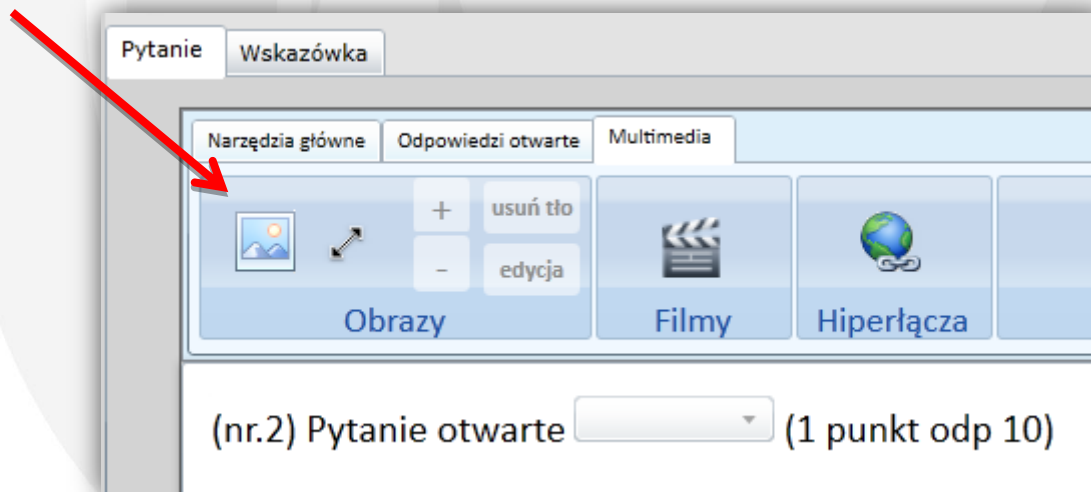 Pytanie Wskazówka
Narzędzia główne Odpowiedzi otwarte Multimedia
+ usuń tło
- edycja
Obrazy Filmy Hiperłącza
(nr.2) Pytanie otwarte (1 punkt odp 10)